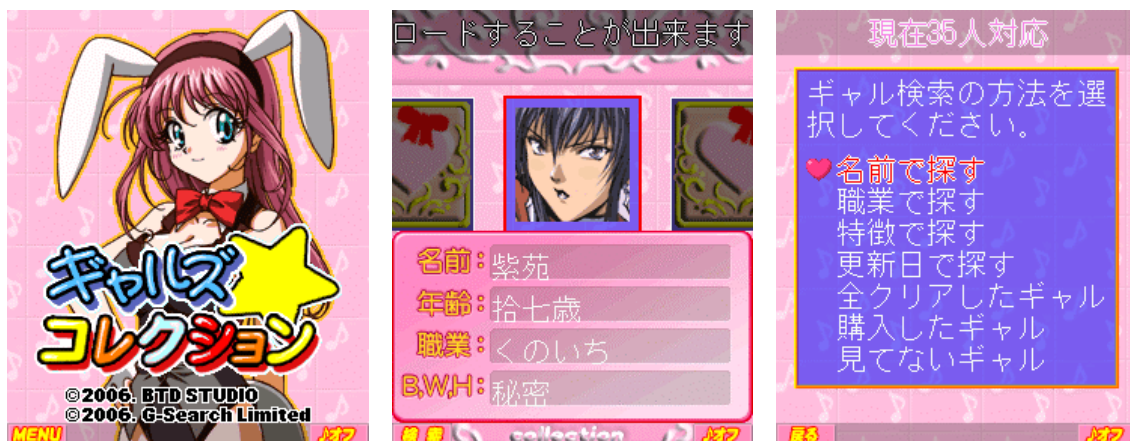 ギャルズ
コレクション
©2006. BTD STUDIO
©2006. G-Search Limited
MENU
♪オフ
ロードすることが出来ます
名前:紫苑
年齢:拾七歳
職業:くのいち
B,W,H:秘密
検索
collection
♪オフ
現在35人対応
ギャル検索の方法を選
択してください。
名前で探す
職業で探す
特徴で探す
更新日で探す
全クリアしたギャル
購入したギャル
見てないギャル
戻る
♪オフ